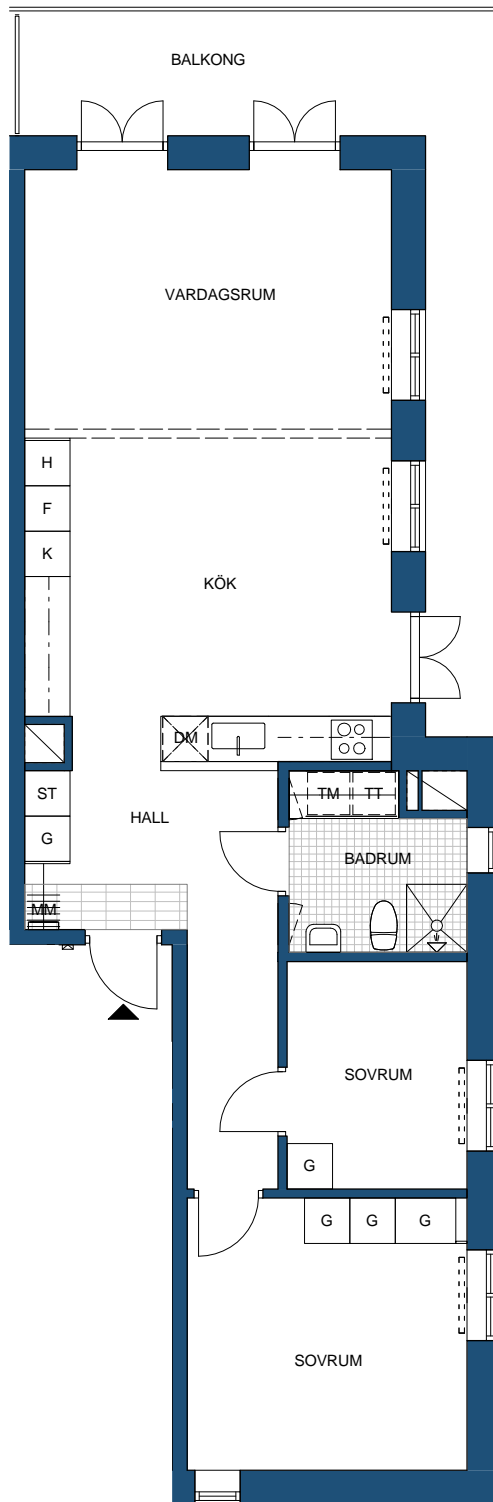 BALKONG
VARDAGSRUM
H
F
K
KÖK
DM
ST
G
HALL
TM TT
BADRUM
MM
SOVRUM
G
G G G
SOVRUM